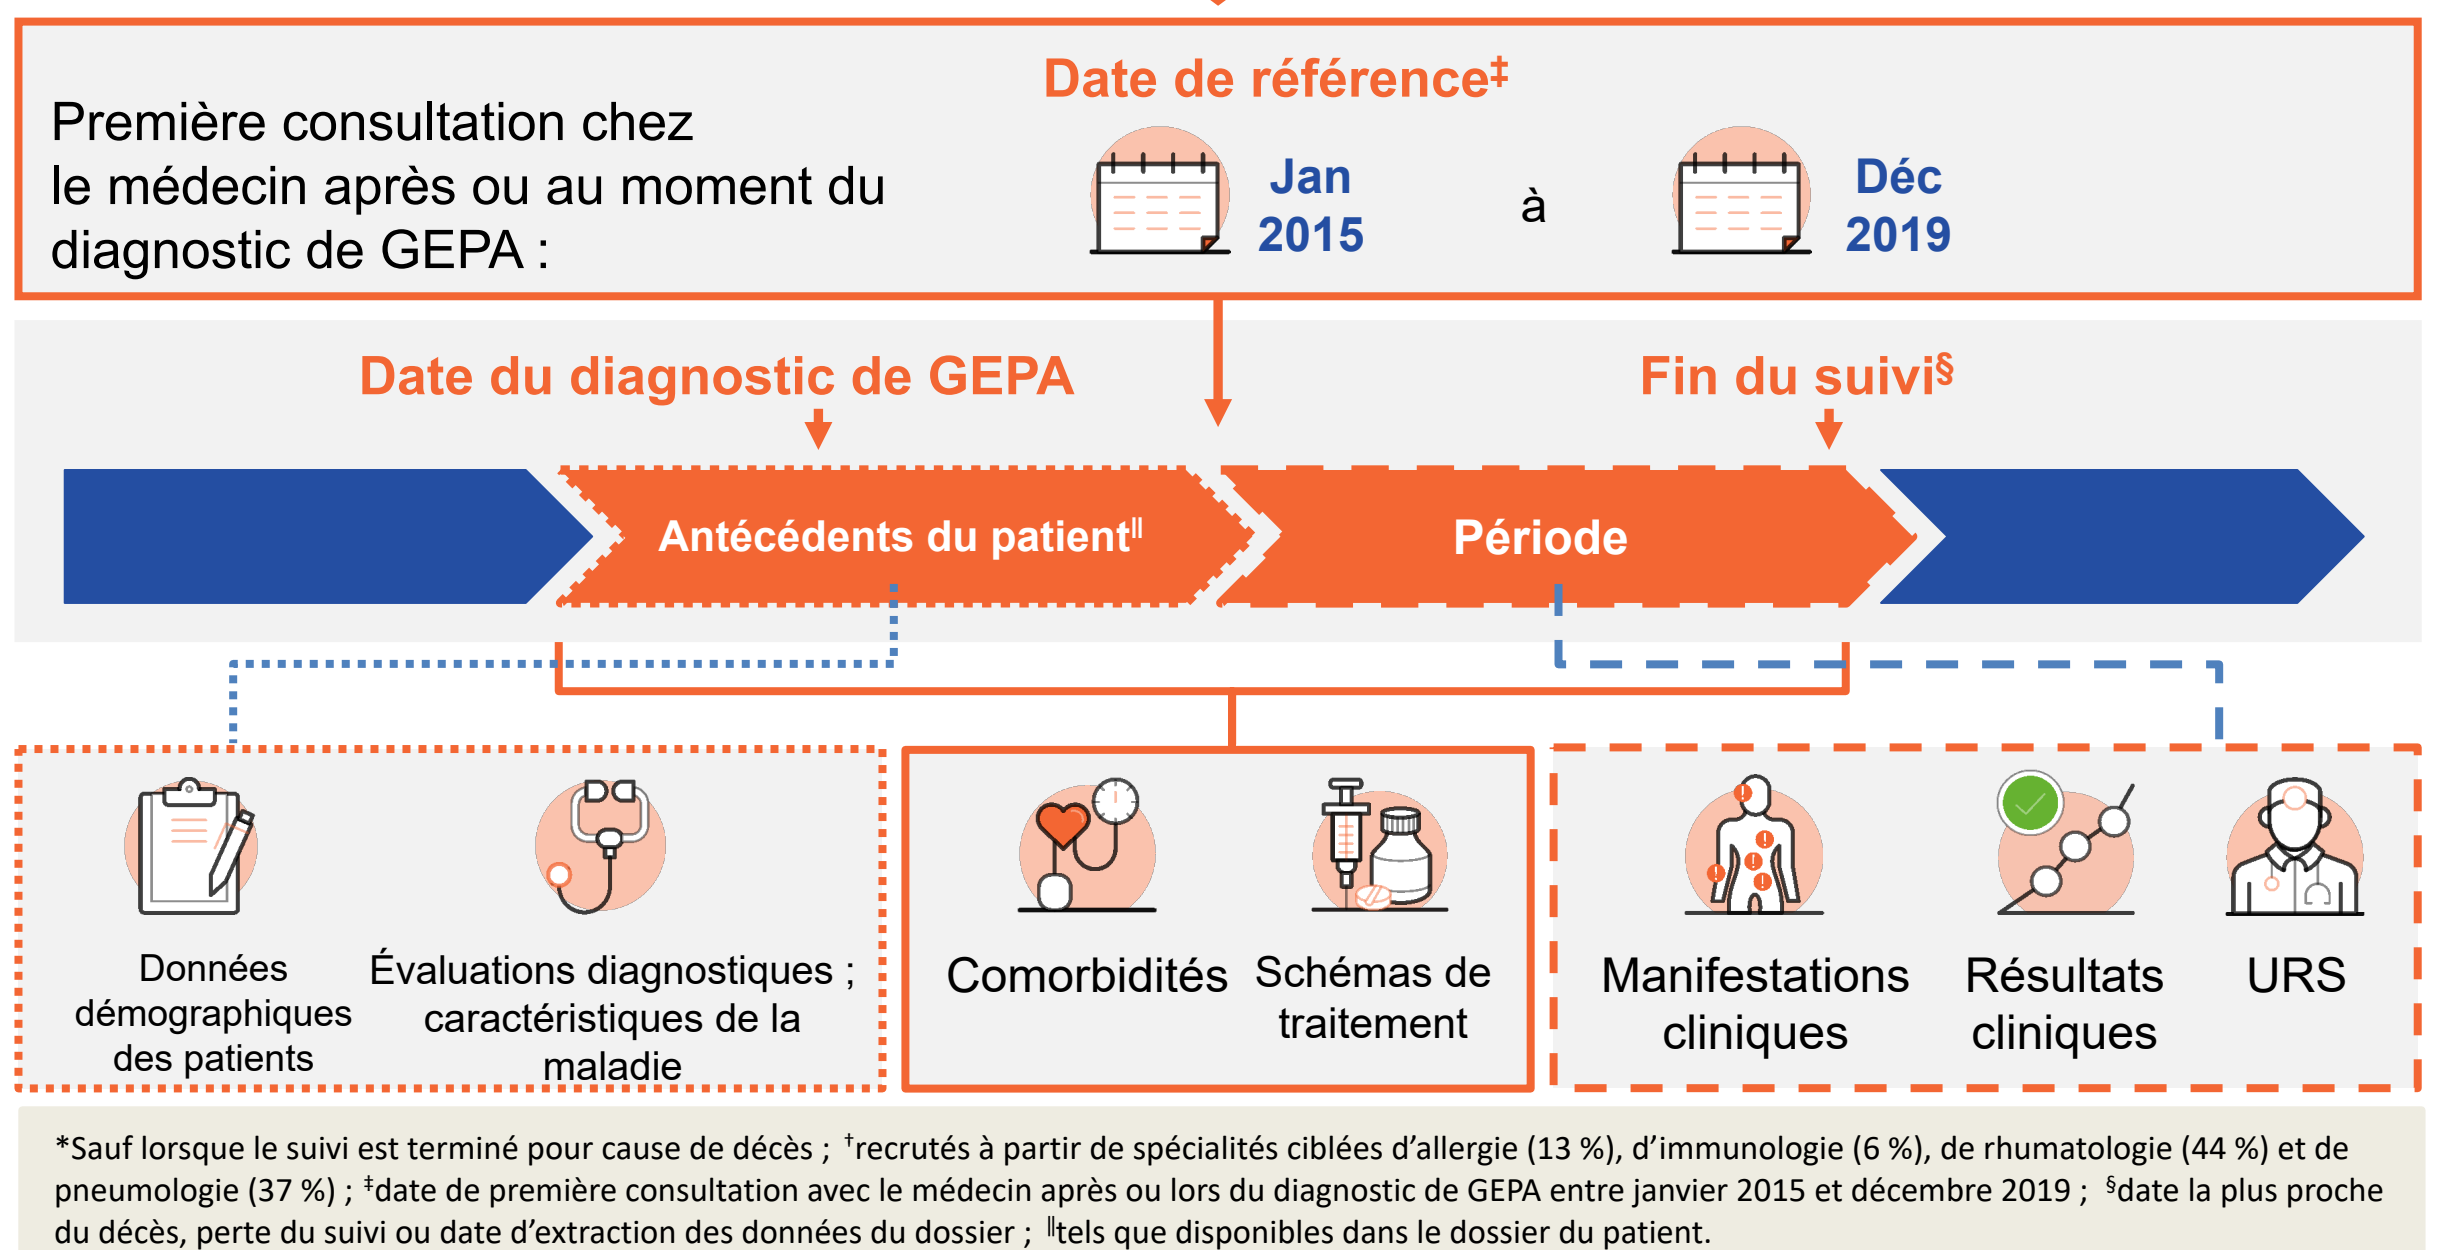 Date de référence‡
Première consultation chez
le médecin après ou au moment du
diagnostic de GEPA :
Jan
2015
à
Déc
2019
Date du diagnostic de GEPA
Fin du suivi§
Antécédents du patient‖
Période
Données
démographiques
des patients
Évaluations diagnostiques ;
caractéristiques de la
maladie
Comorbidités
Schémas de
traitement
Manifestations
cliniques
Résultats
cliniques
URS
*Sauf lorsque le suivi est terminé pour cause de décès ; †recrutés à partir de spécialités ciblées d’allergie (13 %), d’immunologie (6 %), de rhumatologie (44 %) et de
pneumologie (37 %) ; ‡date de première consultation avec le médecin après ou lors du diagnostic de GEPA entre janvier 2015 et décembre 2019 ; §date la plus proche
du décès, perte du suivi ou date d’extraction des données du dossier ; ‖tels que disponibles dans le dossier du patient.